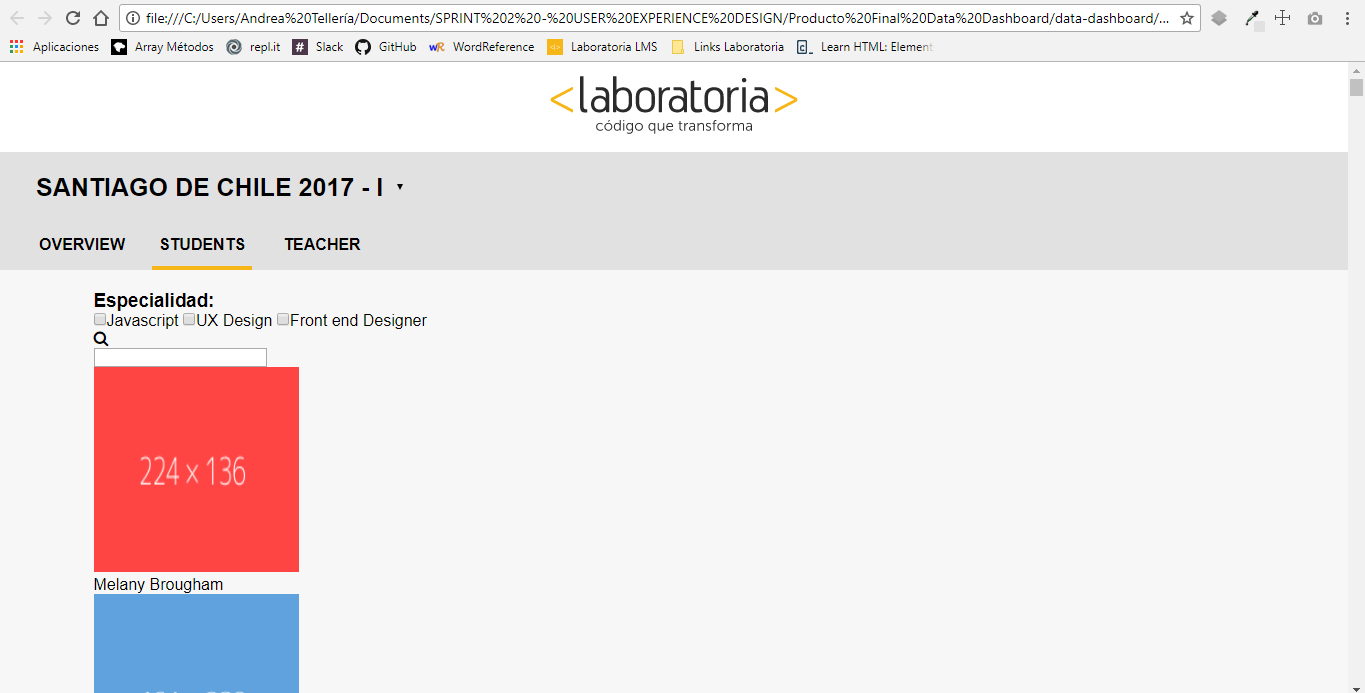 file:///C:/Users/Andrea%20Tellería/Documents/SPRINT%202%20-%20USER%20EXPERIENCE%20DESIGN/Producto%20Final%20Data%20Dashboard/data-dashboard/...
Aplicaciones Array Métodos repl.it # Slack GitHub WR WordReference </> Laboratoria LMS Links Laboratoria C_ Learn HTML: Element
<laboratoria>
código que transforma
SANTIAGO DE CHILE 2017 - I
OVERVIEW STUDENTS TEACHER
Especialidad:
Javascript UX Design Front end Designer
224 x 136
Melany Brougham